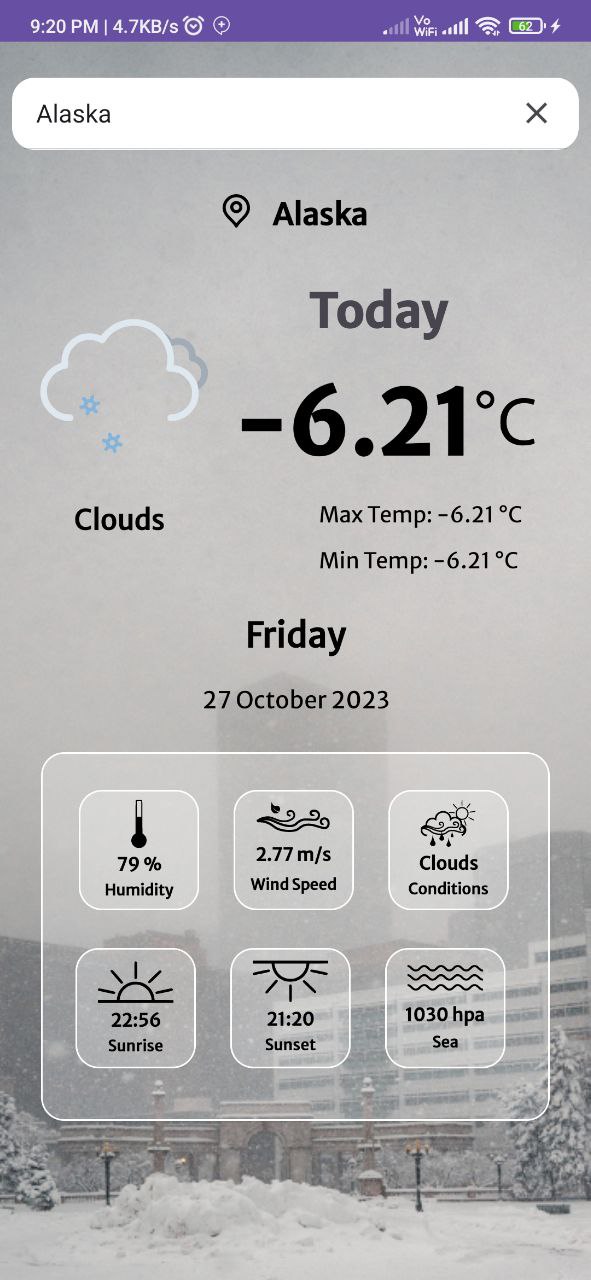 9:20 PM | 4.7KB/s
Vo
WiFi
62
Alaska
Alaska
Today
-6.21°C
Clouds
Max Temp: -6.21 °C
Min Temp: -6.21 °C
Friday
27 October 2023
79 %
Humidity
2.77 m/s
Wind Speed
Clouds
Conditions
22:56
Sunrise
21:20
Sunset
1030 hpa
Sea